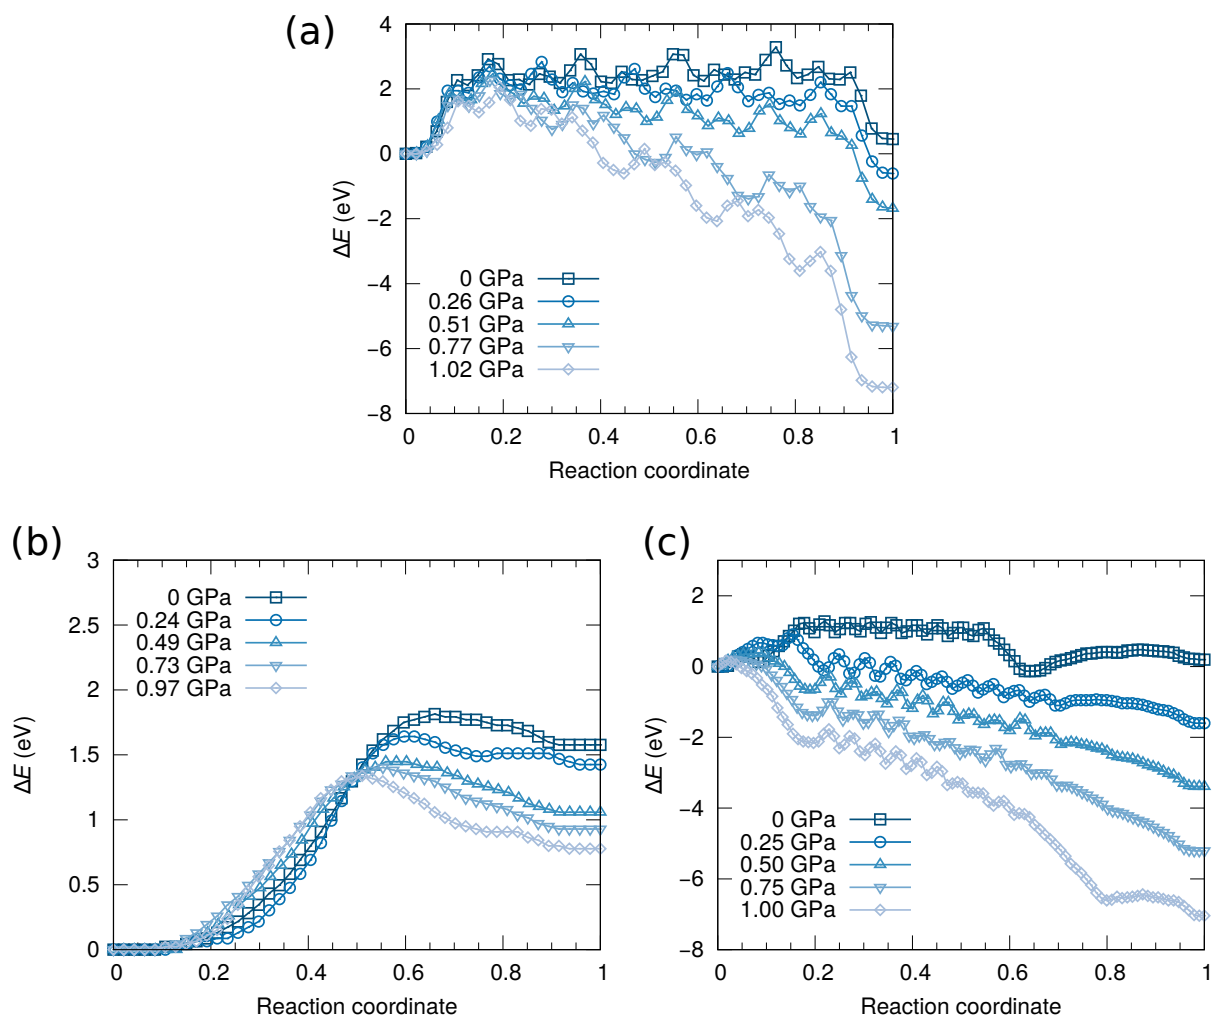 (a)
4
2
0
−2
−4
−6
−8
ΔE (eV)
0 GPa
0.26 GPa
0.51 GPa
0.77 GPa
1.02 GPa
0 0.2 0.4 0.6 0.8 1
Reaction coordinate
(b)
3
2.5
2
1.5
1
0.5
0
ΔE (eV)
0 GPa
0.24 GPa
0.49 GPa
0.73 GPa
0.97 GPa
0 0.2 0.4 0.6 0.8 1
Reaction coordinate
(c)
2
0
−2
−4
−6
−8
ΔE (eV)
0 GPa
0.25 GPa
0.50 GPa
0.75 GPa
1.00 GPa
0 0.2 0.4 0.6 0.8 1
Reaction coordinate